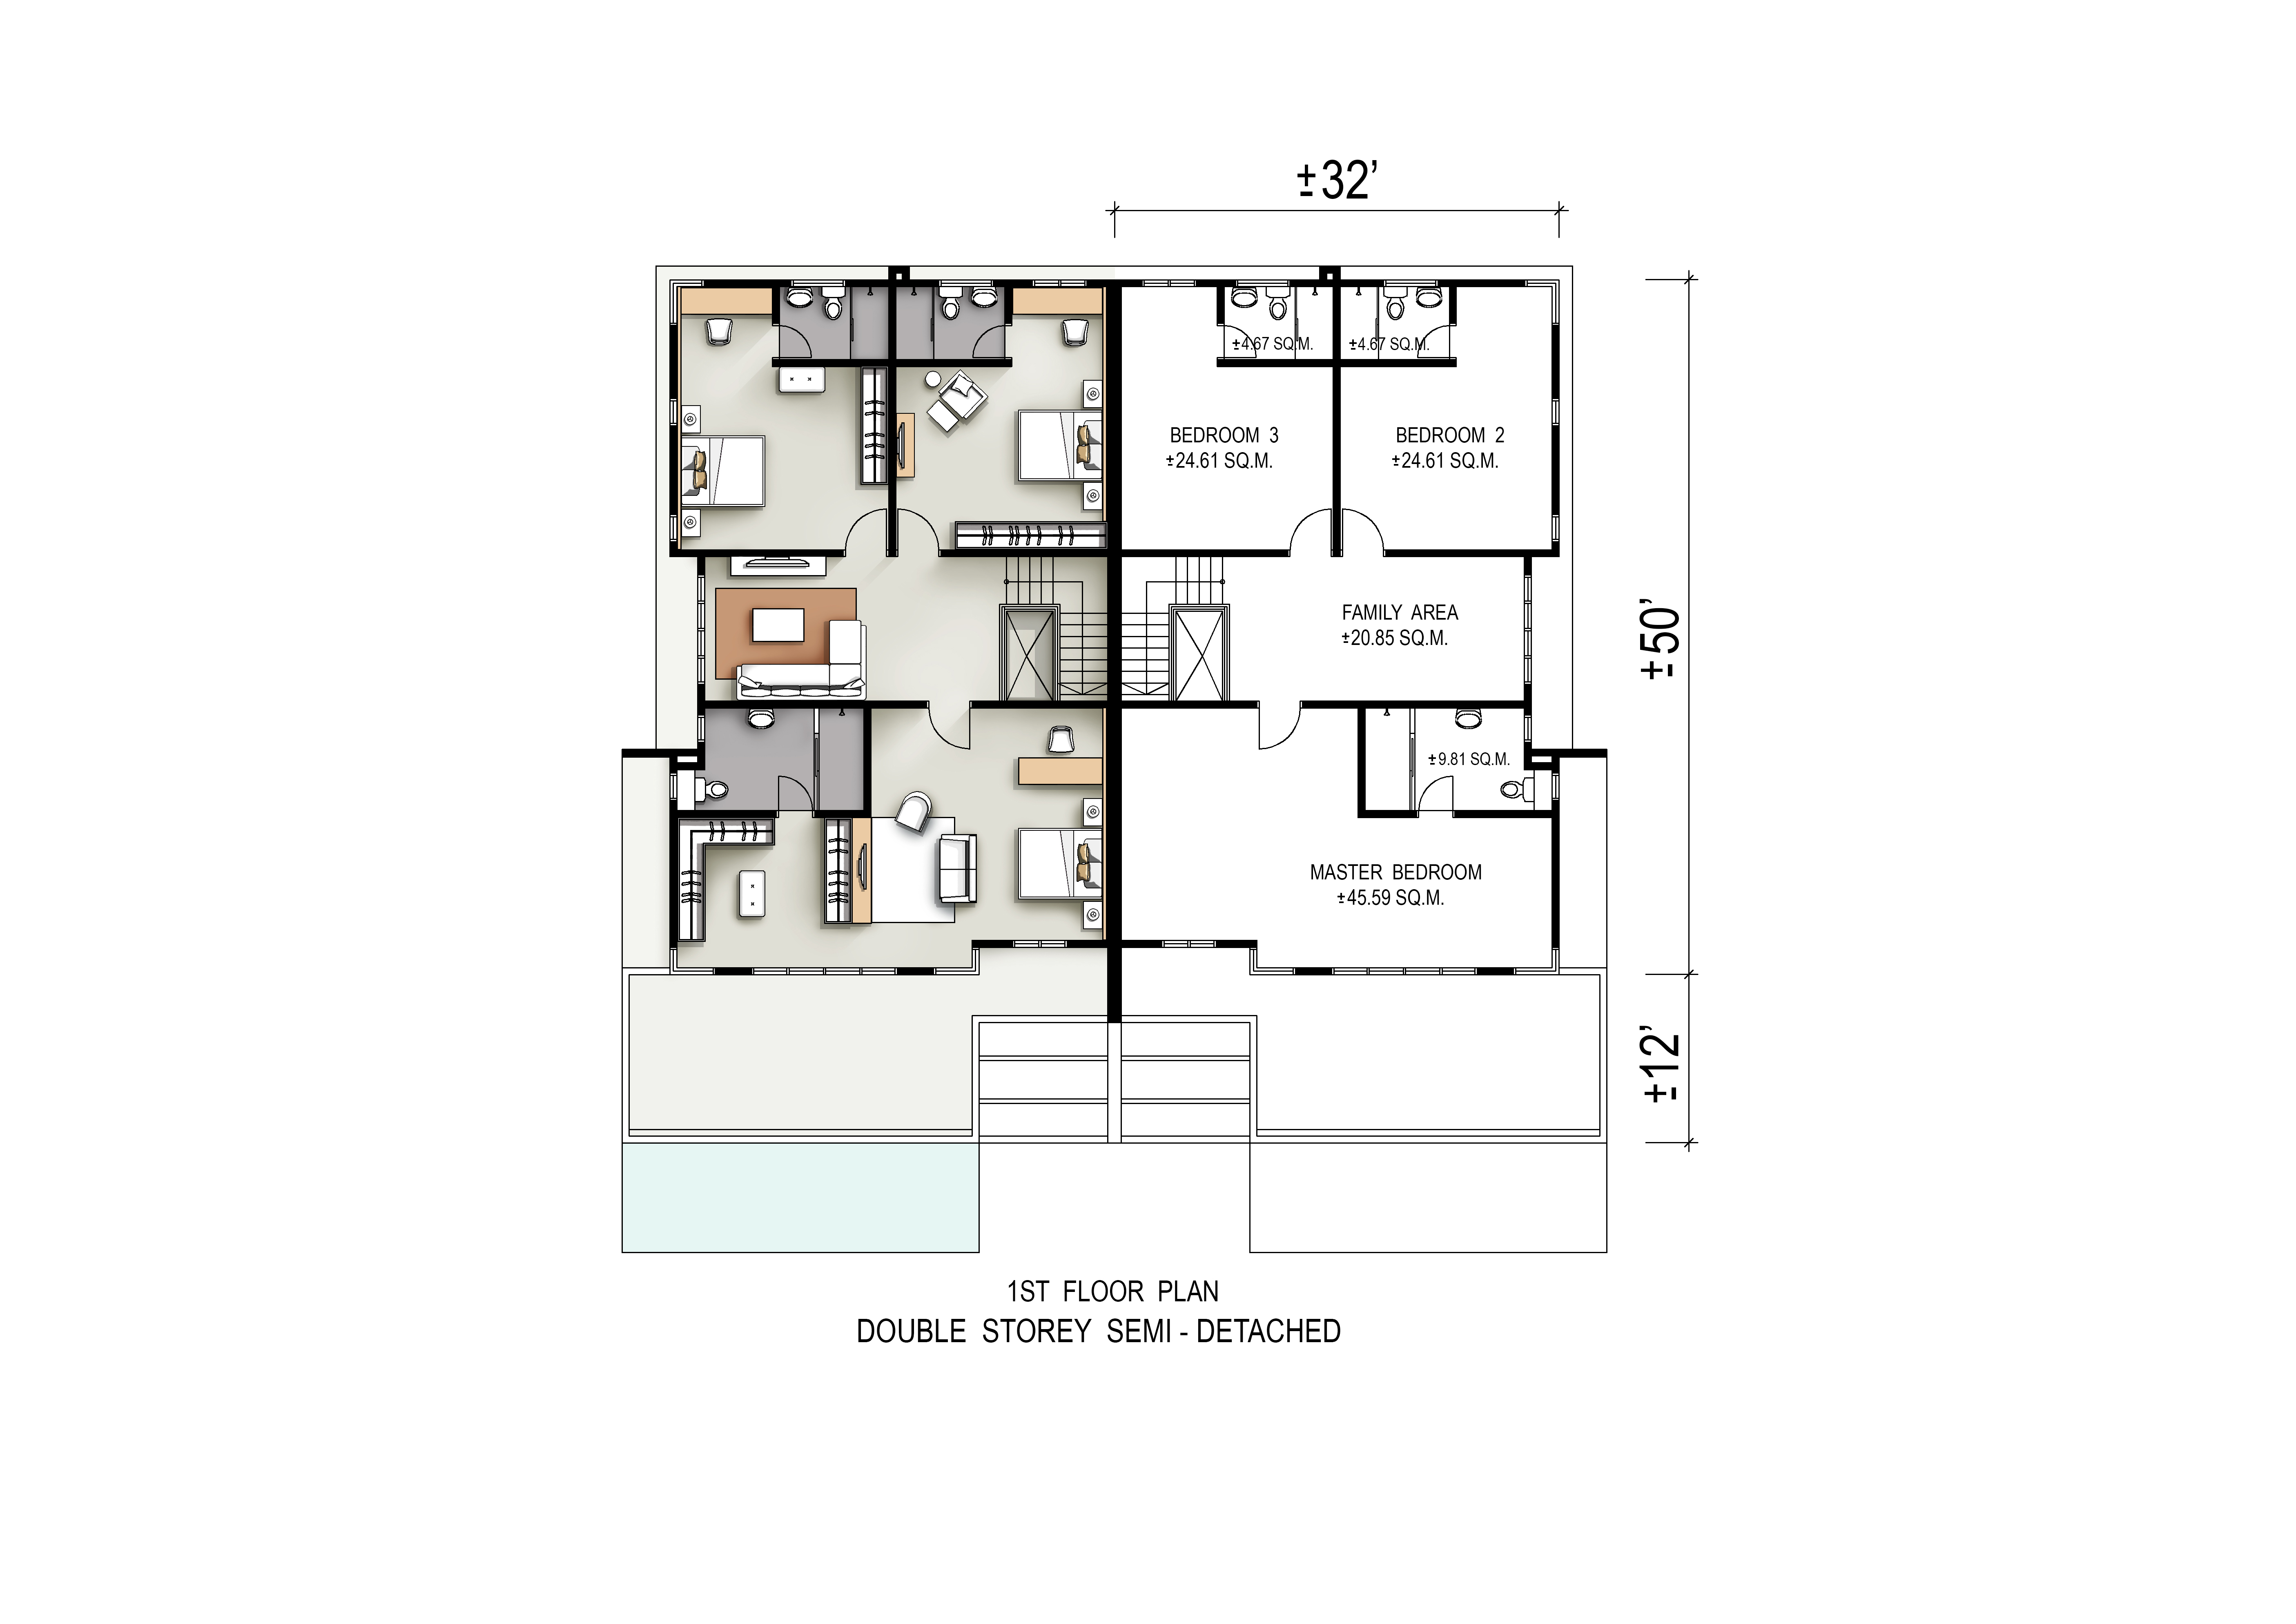 ±32’
±4.67 SQ.M.
±4.67 SQ.M.
BEDROOM 3
±24.61 SQ.M.
BEDROOM 2
±24.61 SQ.M.
FAMILY AREA
±20.85 SQ.M.
±50’
±9.81 SQ.M.
MASTER BEDROOM
±45.59 SQ.M.
±12’
1ST FLOOR PLAN
DOUBLE STOREY SEMI - DETACHED